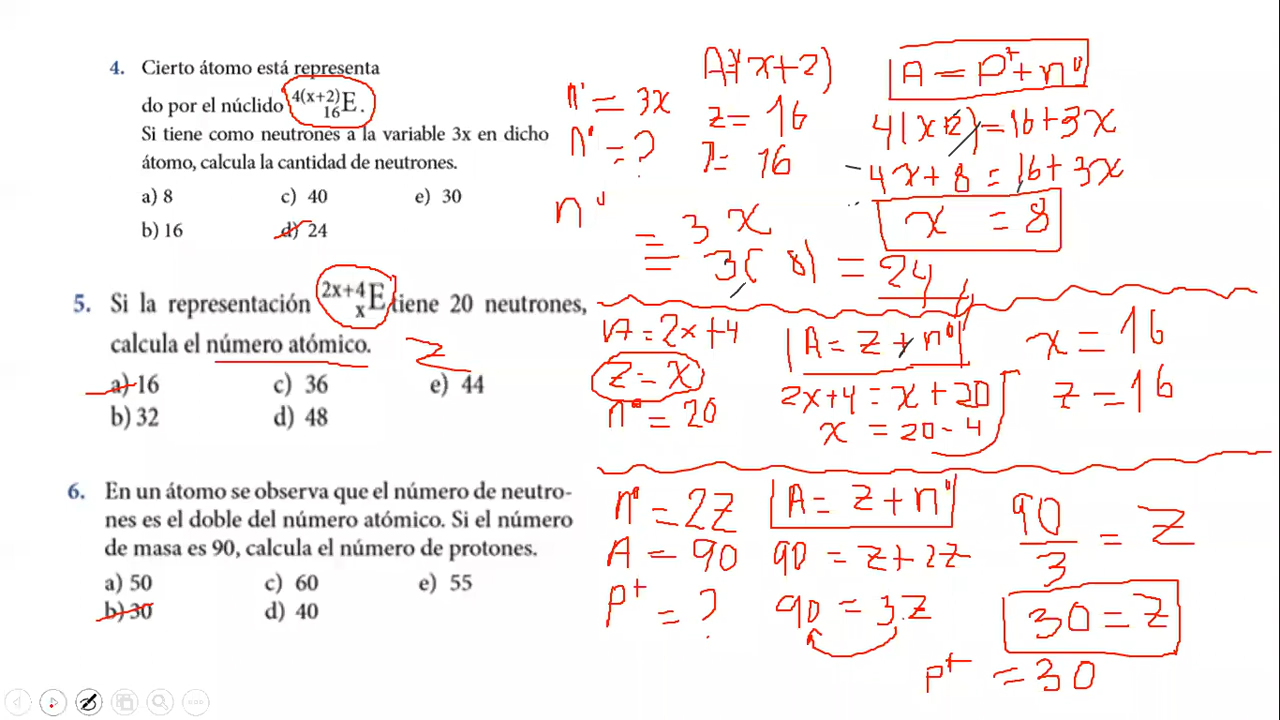 4. Cierto átomo está representa
do por el núclido 4(x+2) 16 E.
Si tiene como neutrones a la variable 3x en dicho
átomo, calcula la cantidad de neutrones.
a) 8 c) 40 e) 30
b) 16 d) 24
n° = 3x
n° = ?
A=4(x+2)
z = 16
A = P⁺ + n°
4(x+2) = 16 + 3x
4x + 8 = 16 + 3x
x = 8
n°
= 3x
= 3(8) = 24
5. Si la representación 2x+4 x E tiene 20 neutrones,
calcula el número atómico.
a) 16 c) 36 e) 44
b) 32 d) 48
Z
A = 2x+4
Z = x
n° = 20
A = Z + n°
2x+4 = x + 20
x = 20 - 4
x = 16
Z = 16
6. En un átomo se observa que el número de neutro-
nes es el doble del número atómico. Si el número
de masa es 90, calcula el número de protones.
a) 50 c) 60 e) 55
b) 30 d) 40
n° = 2Z
A = 90
P⁺ = ?
A = Z + n°
90 = Z + 2Z
90 = 3Z
90/3 = Z
30 = Z
P⁺ = 30